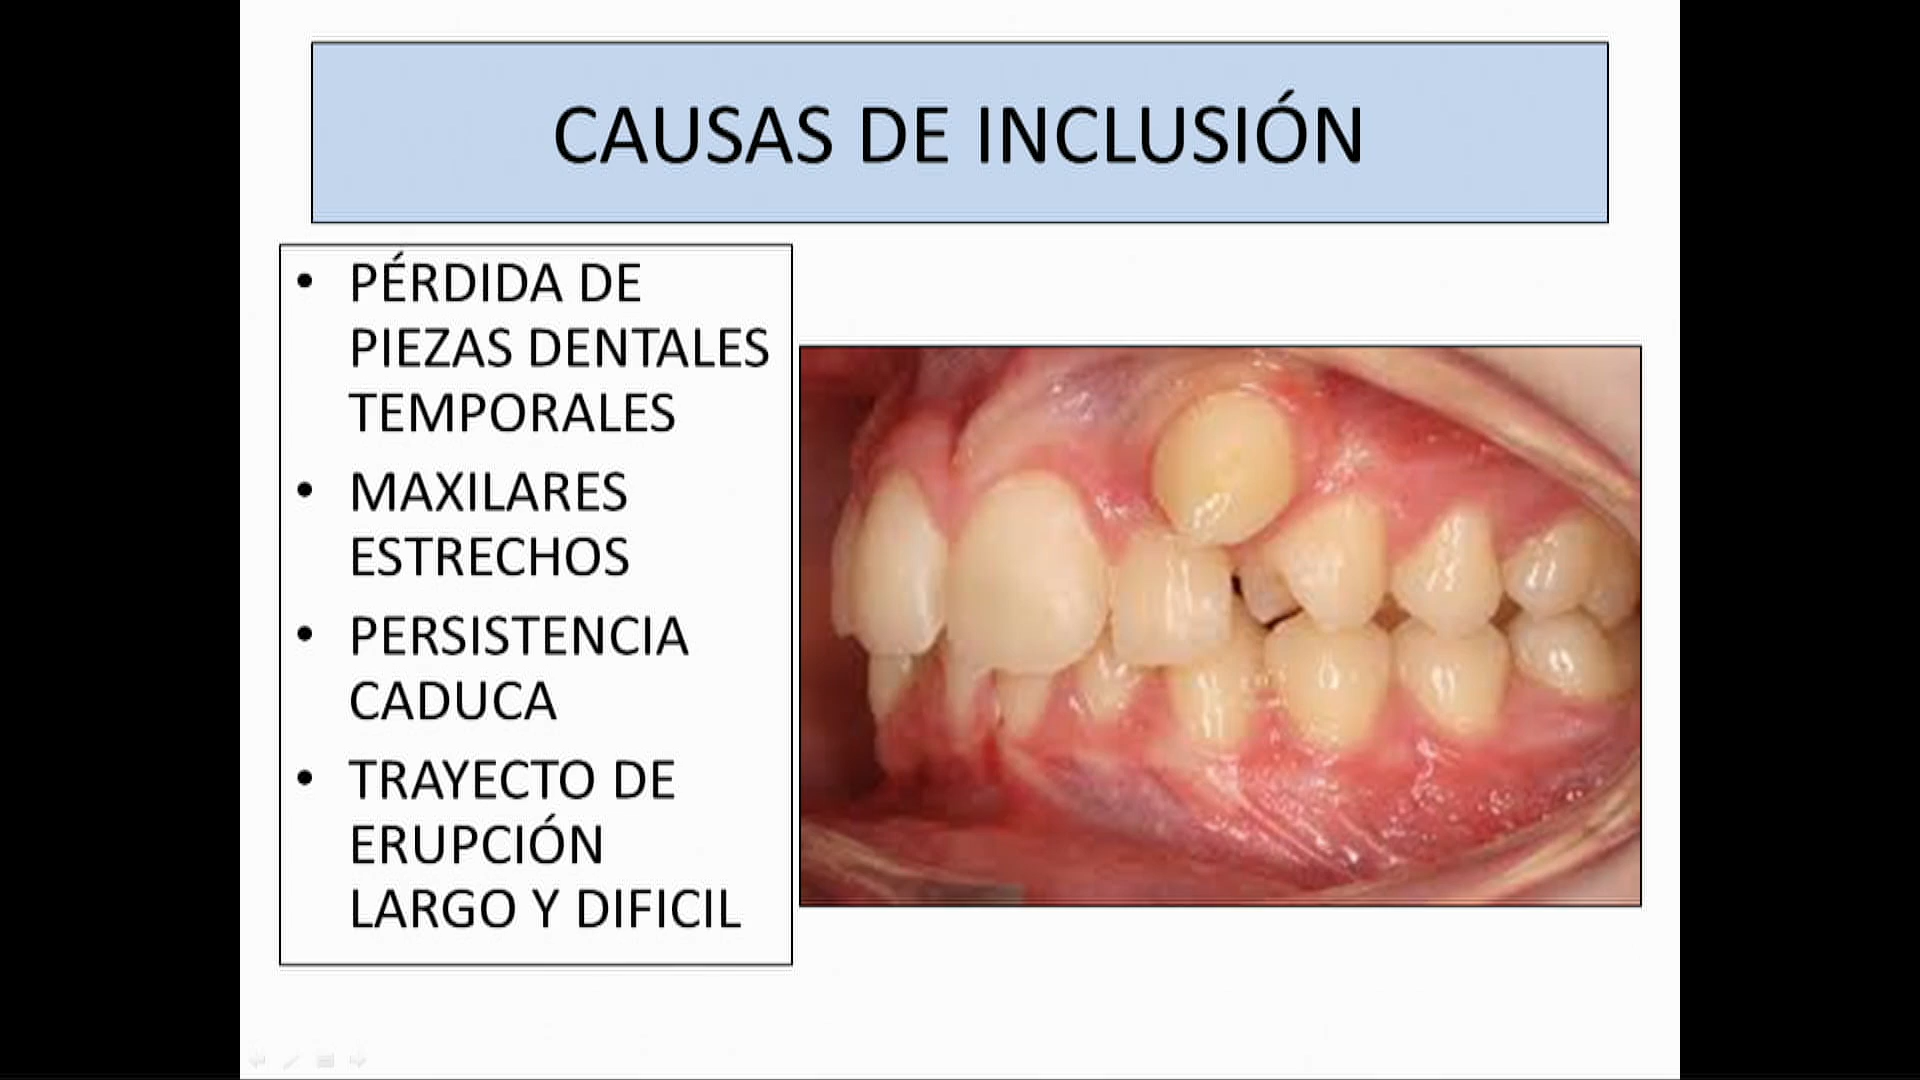 CAUSAS DE INCLUSIÓN
• PÉRDIDA DE
PIEZAS DENTALES
TEMPORALES
• MAXILARES
ESTRECHOS
• PERSISTENCIA
CADUCA
• TRAYECTO DE
ERUPCIÓN
LARGO Y DIFICIL